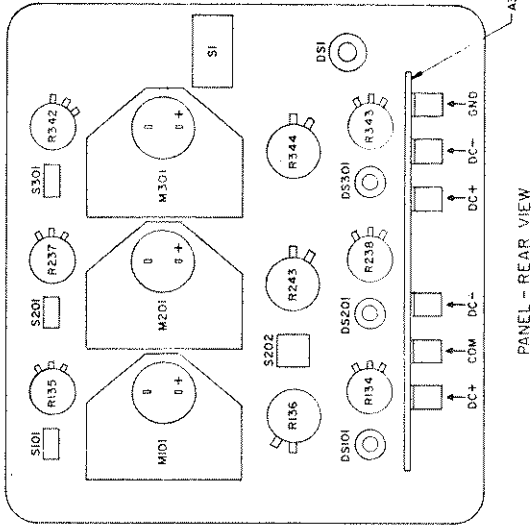 S101
R135
S201
R237
S301
R342
M101
M201
M301
S1
R136
S202
R243
R344
DS1
DS101
R134
DS201
R238
DS301
R343
DC+
COM
DC-
DC+
DC-
GND
PANEL - REAR VIEW